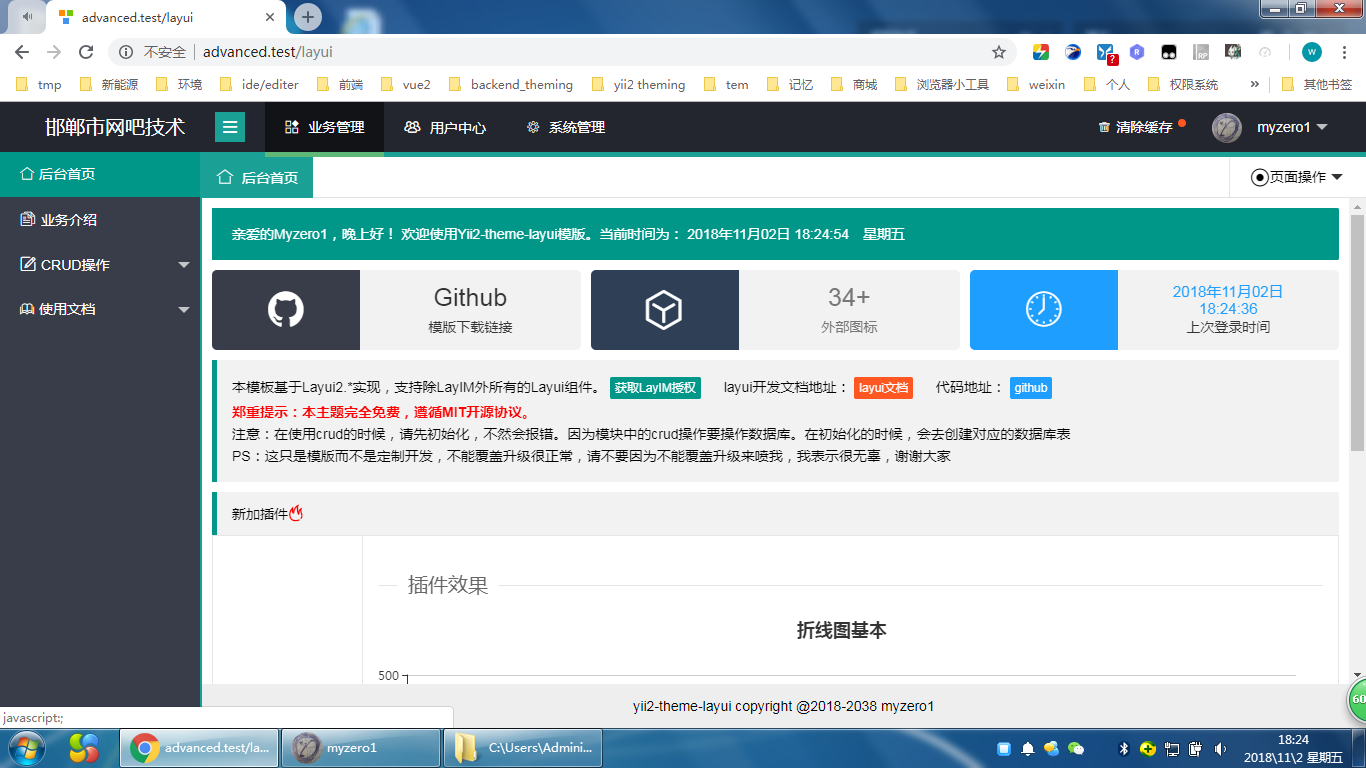 advanced.test/layui
不安全 advanced.test/layui
tmp 新能源 环境 ide/editer 前端 vue2 backend_theming yii2 theming tem 记忆 商城 浏览器小工具 weixin 个人 权限系统 » 其他书签
邯郸市网吧技术 业务管理 用户中心 系统管理 清除缓存 myzero1
后台首页
业务介绍
CRUD操作
使用文档
后台首页 页面操作
亲爱的Myzero1，晚上好！ 欢迎使用Yii2-theme-layui模版。当前时间为： 2018年11月02日 18:24:54 星期五
Github
模版下载链接
34+
外部图标
2018年11月02日
18:24:36
上次登录时间
本模板基于Layui2.*实现，支持除LayIM外所有的Layui组件。 获取LayIM授权 layui开发文档地址： layui文档 代码地址： github
郑重提示：本主题完全免费，遵循MIT开源协议。
注意：在使用crud的时候，请先初始化，不然会报错。因为模块中的crud操作要操作数据库。在初始化的时候，会去创建对应的数据库表
PS：这只是模版而不是定制开发，不能覆盖升级很正常，请不要因为不能覆盖升级来喷我，我表示很无辜，谢谢大家
新加插件
插件效果
折线图基本
500
60
yii2-theme-layui copyright @2018-2038 myzero1
javascript:;
advanced.test/la... myzero1 C:\Users\Admini...
18:24
2018\11\2 星期五